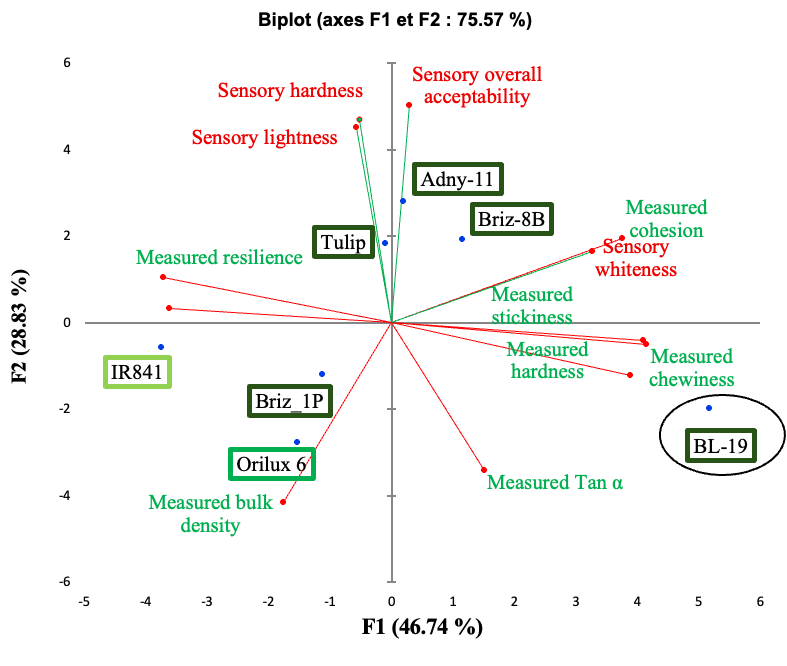 Biplot (axes F1 et F2 : 75.57 %)
6
Sensory overall
acceptability
Sensory hardness
Sensory lightness
4
Adny-11
Briz-8B
Measured
cohesion
2
Tulip
Sensory
whiteness
Measured resilience
Measured
stickiness
0
Measured
hardness
Measured
chewiness
IR841
Briz_1P
-2
BL-19
Orilux 6
Measured Tan α
Measured bulk
density
-4
-6
-5 -4 -3 -2 -1 0 1 2 3 4 5 6
F2 (28.83 %)
F1 (46.74 %)